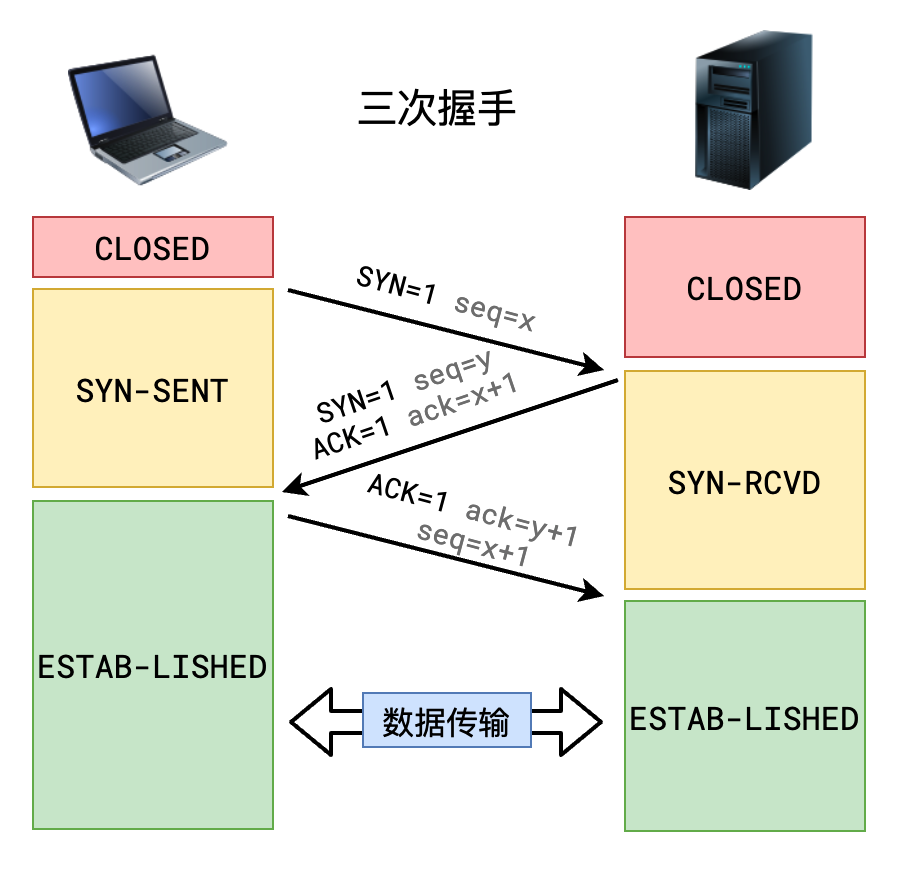 三次握手
CLOSED
CLOSED
SYN=1 seq=x
SYN-SENT
SYN=1 seq=y
ACK=1 ack=x+1
SYN-RCVD
ACK=1 ack=y+1
seq=x+1
ESTAB-LISHED
数据传输
ESTAB-LISHED